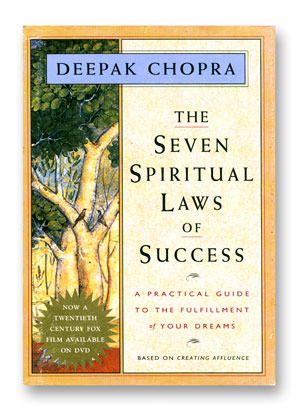 DEEPAK CHOPRA
THE
SEVEN
SPIRITUAL
LAWS
OF
SUCCESS
A PRACTICAL GUIDE
TO THE FULFILLMENT
of YOUR DREAMS
NOW A
TWENTIETH
CENTURY FOX
FILM AVAILABLE
ON DVD
BASED ON CREATING AFFLUENCE